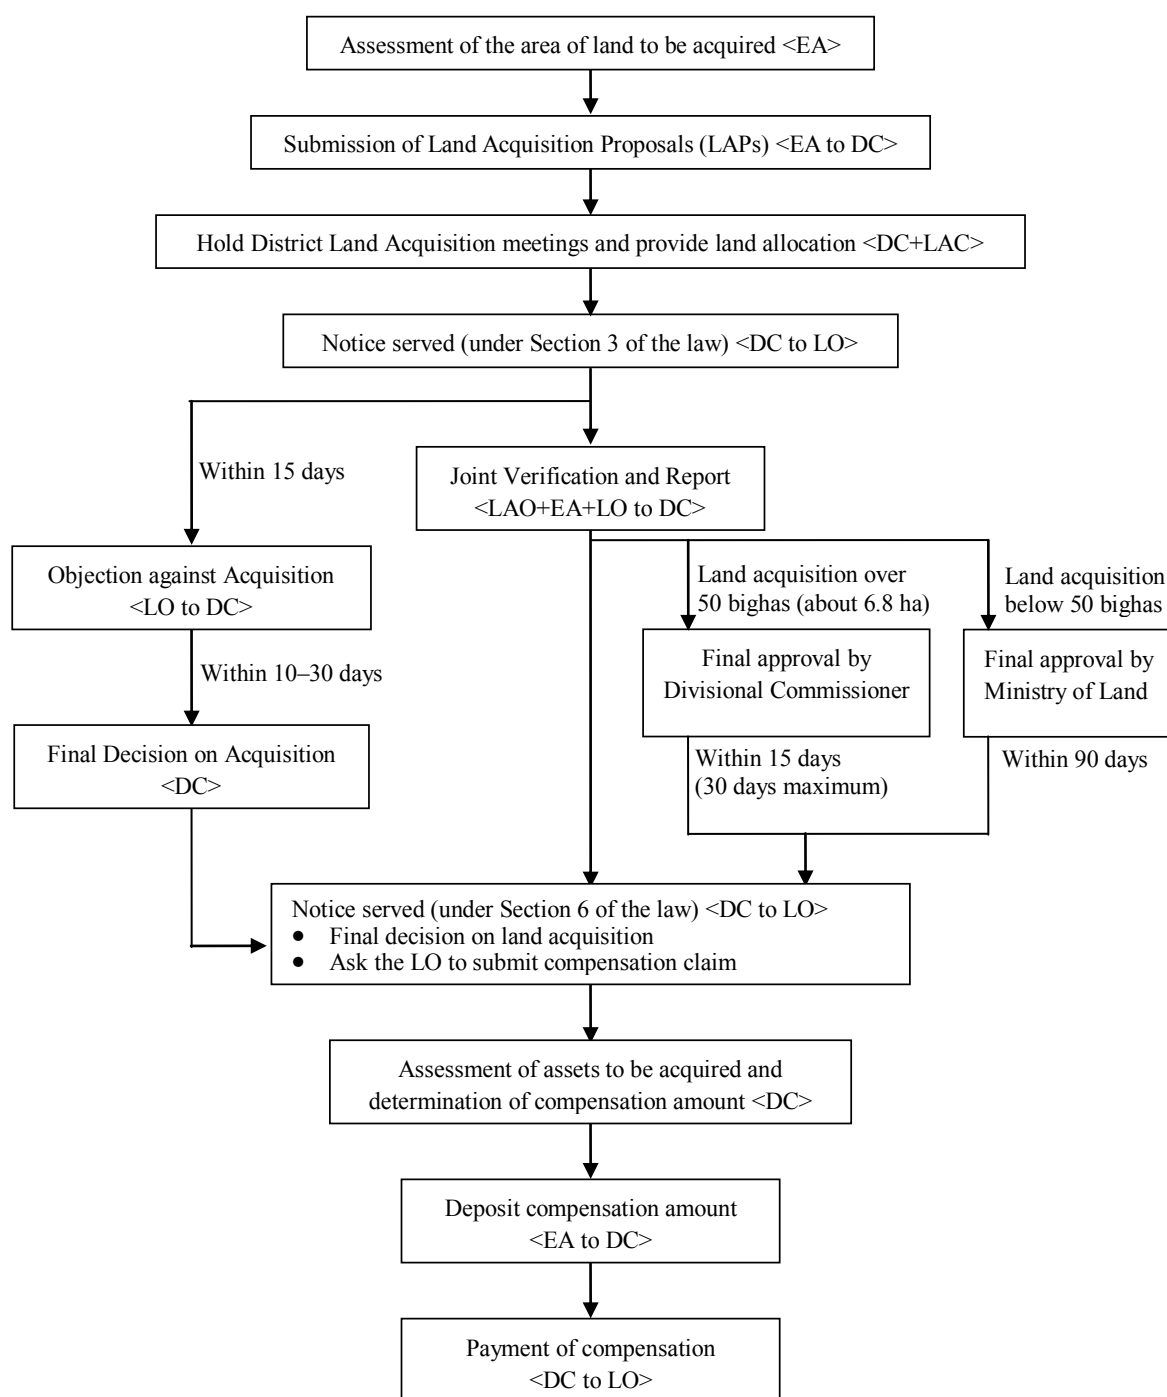 Assessment of the area of land to be acquired <EA>
Submission of Land Acquisition Proposals (LAPs) <EA to DC>
Hold District Land Acquisition meetings and provide land allocation <DC+LAC>
Notice served (under Section 3 of the law) <DC to LO>
Within 15 days
Joint Verification and Report
<LAO+EA+LO to DC>
Objection against Acquisition
<LO to DC>
Land acquisition over
50 bighas (about 6.8 ha)
Land acquisition
below 50 bighas
Within 10–30 days
Final approval by
Divisional Commissioner
Final approval by
Ministry of Land
Final Decision on Acquisition
<DC>
Within 15 days
(30 days maximum)
Within 90 days
Notice served (under Section 6 of the law) <DC to LO>
● Final decision on land acquisition
● Ask the LO to submit compensation claim
Assessment of assets to be acquired and
determination of compensation amount <DC>
Deposit compensation amount
<EA to DC>
Payment of compensation
<DC to LO>